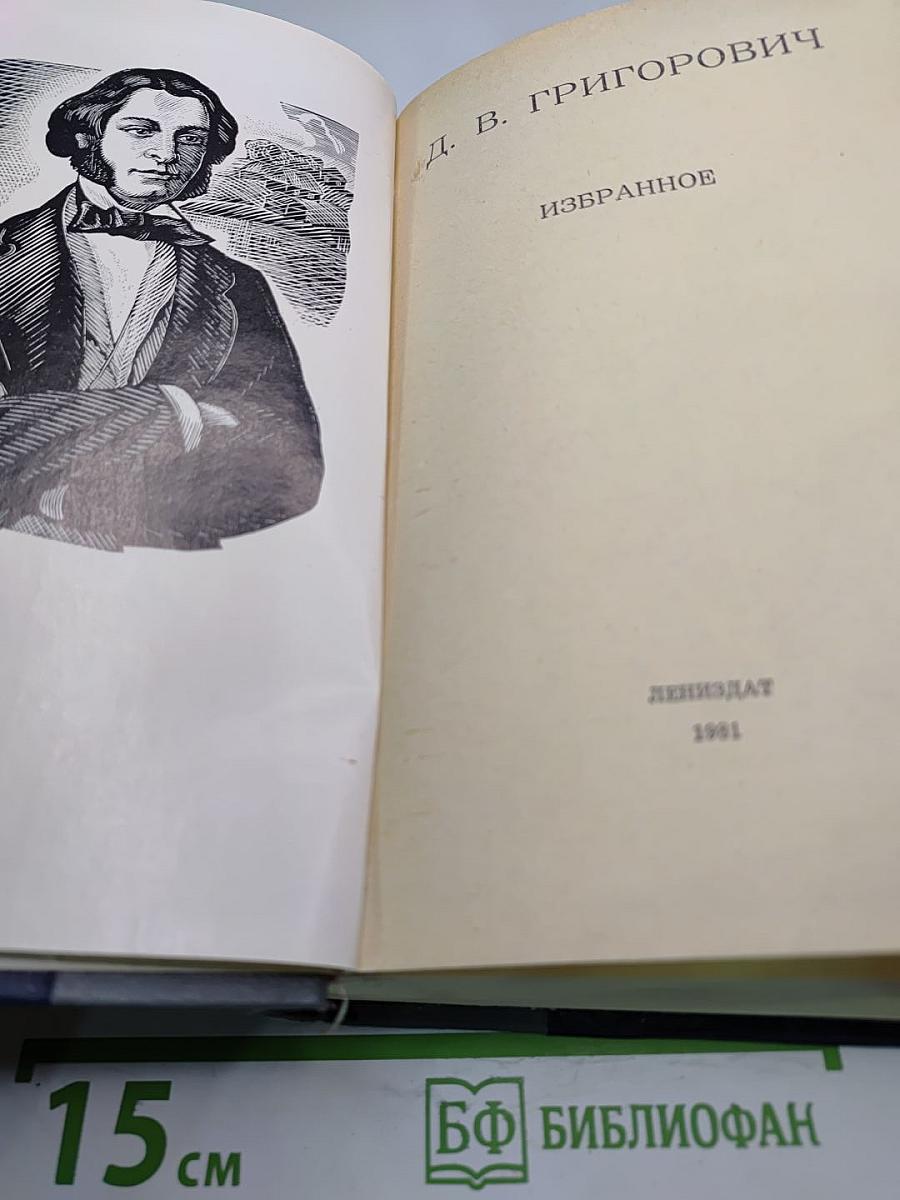 Д. В. ГРИГОРОВИЧ
ИЗБРАННОЕ
ЛЕНИЗДАТ
1981
15 см
БФ БИБЛИОФАН